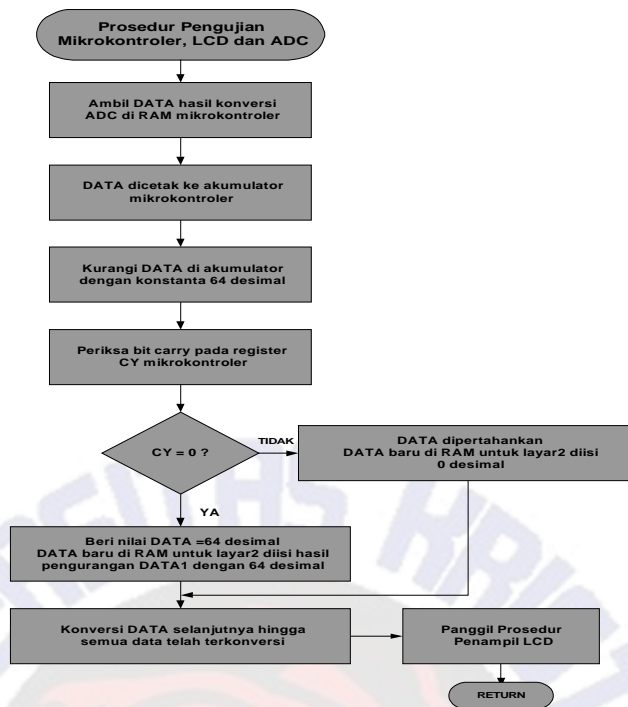 Prosedur Pengujian
Mikrokontroler, LCD dan ADC
Ambil DATA hasil konversi
ADC di RAM mikrokontroler
DATA dicetak ke akumulator
mikrokontroler
Kurangi DATA di akumulator
dengan konstanta 64 desimal
Periksa bit carry pada register
CY mikrokontroler
CY = 0 ?
TIDAK
DATA dipertahankan
DATA baru di RAM untuk layar2 diisi
0 desimal
YA
Beri nilai DATA =64 desimal
DATA baru di RAM untuk layar2 diisi hasil
pengurangan DATA1 dengan 64 desimal
Konversi DATA selanjutnya hingga
semua data telah terkonversi
Panggil Prosedur
Penampil LCD
RETURN